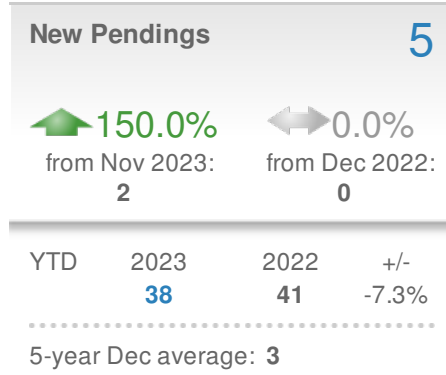 New Pendings 5
150.0% 0.0%
from Nov 2023: from Dec 2022:
2 0
YTD 2023 2022 +/-
38 41 -7.3%
5-year Dec average: 3